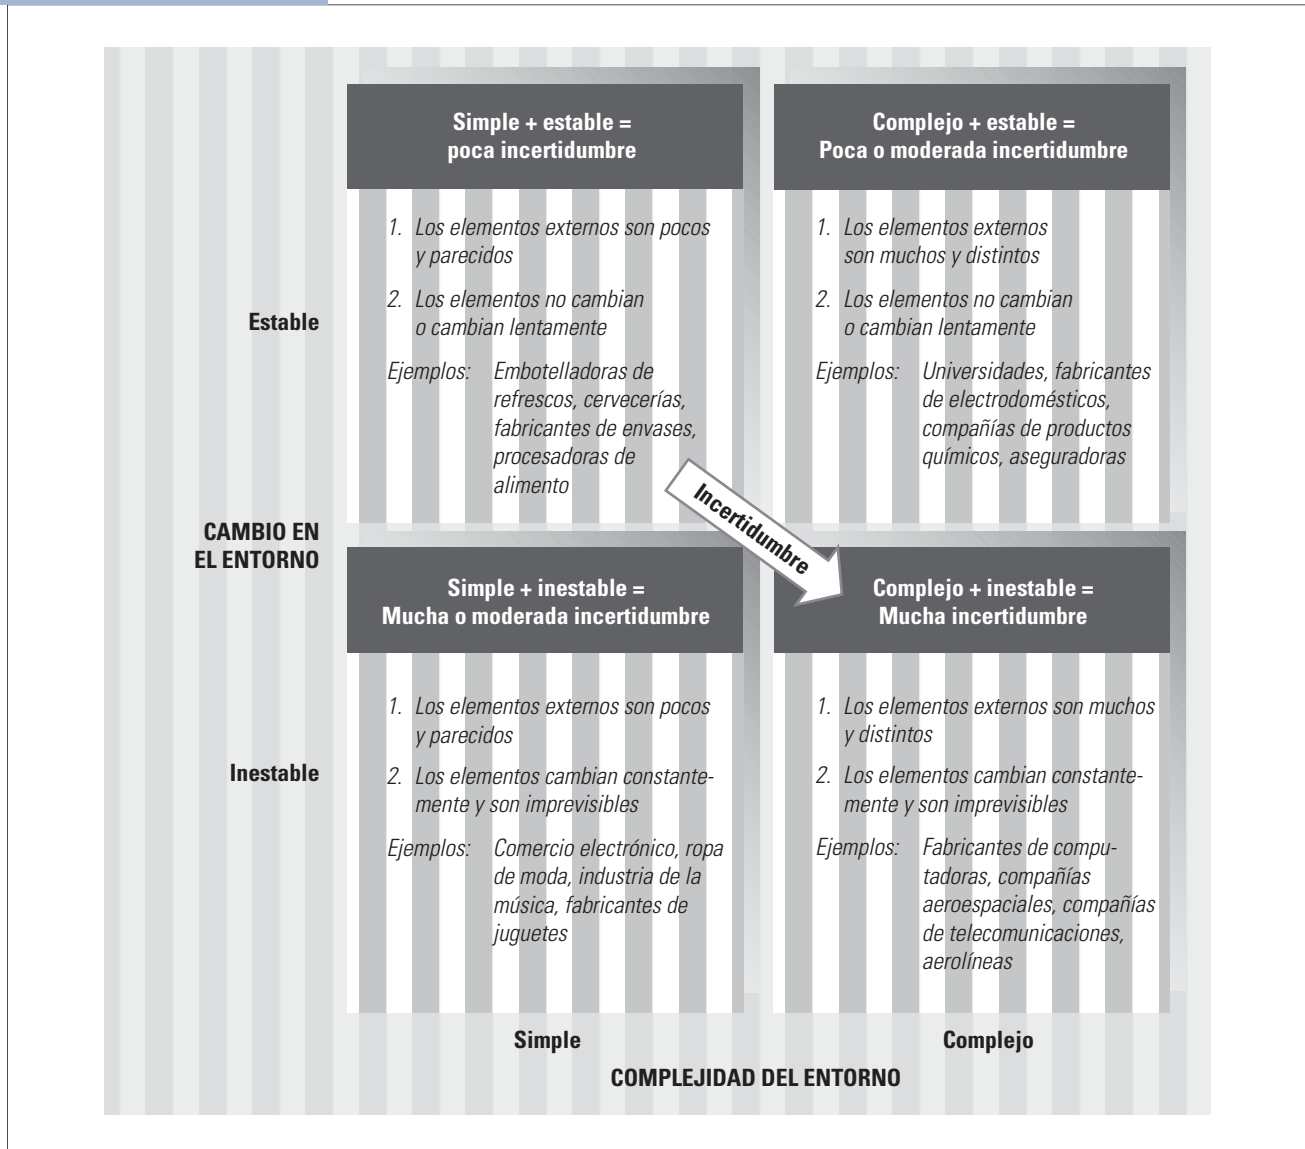 Simple + estable =
poca incertidumbre
1. Los elementos externos son pocos
y parecidos
2. Los elementos no cambian
o cambian lentamente
Ejemplos: Embotelladoras de
refrescos, cervecerías,
fabricantes de envases,
procesadoras de
alimento
Complejo + estable =
Poca o moderada incertidumbre
1. Los elementos externos
son muchos y distintos
2. Los elementos no cambian
o cambian lentamente
Ejemplos: Universidades, fabricantes
de electrodomésticos,
compañías de productos
químicos, aseguradoras
Estable
Incertidumbre
CAMBIO EN
EL ENTORNO
Simple + inestable =
Mucha o moderada incertidumbre
1. Los elementos externos son pocos
y parecidos
2. Los elementos cambian constante-
mente y son imprevisibles
Ejemplos: Comercio electrónico, ropa
de moda, industria de la
música, fabricantes de
juguetes
Complejo + inestable =
Mucha incertidumbre
1. Los elementos externos son muchos
y distintos
2. Los elementos cambian constante-
mente y son imprevisibles
Ejemplos: Fabricantes de compu-
tadoras, compañías
aeroespaciales, compañías
de telecomunicaciones,
aerolíneas
Inestable
Simple
Complejo
COMPLEJIDAD DEL ENTORNO